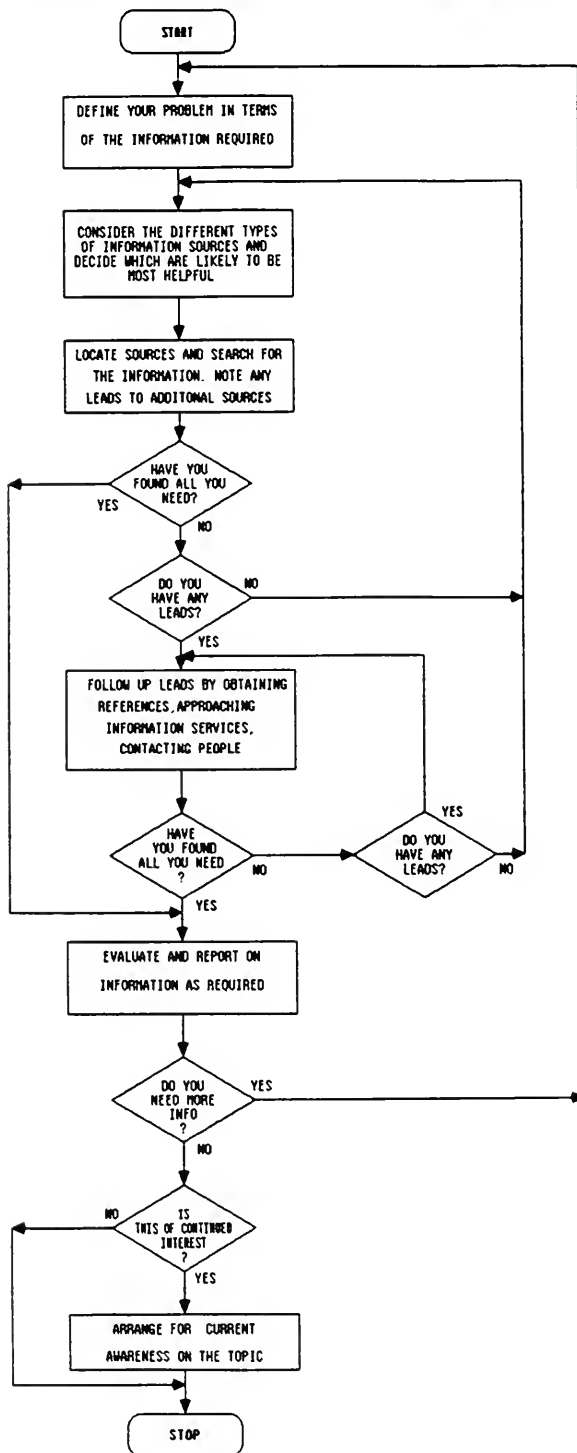 START
DEFINE YOUR PROBLEM IN TERMS
OF THE INFORMATION REQUIRED
CONSIDER THE DIFFERENT TYPES
OF INFORMATION SOURCES AND
DECIDE WHICH ARE LIKELY TO BE
MOST HELPFUL
LOCATE SOURCES AND SEARCH FOR
THE INFORMATION. NOTE ANY
LEADS TO ADDITONAL SOURCES
HAVE YOU
FOUND ALL YOU
NEED?
YES
NO
DO YOU
HAVE ANY
LEADS?
NO
YES
FOLLOW UP LEADS BY OBTAINING
REFERENCES,APPROACHING
INFORMATION SERVICES,
CONTACTING PEOPLE
HAVE
YOU FOUND
ALL YOU NEED
?
NO
YES
DO YOU
HAVE ANY
LEADS?
YES
NO
EVALUATE AND REPORT ON
INFORMATION AS REQUIRED
DO YOU
NEED MORE
INFO
?
YES
NO
IS
THIS OF CONTINUED
INTEREST
?
NO
YES
ARRANGE FOR CURRENT
AWARENESS ON THE TOPIC
STOP